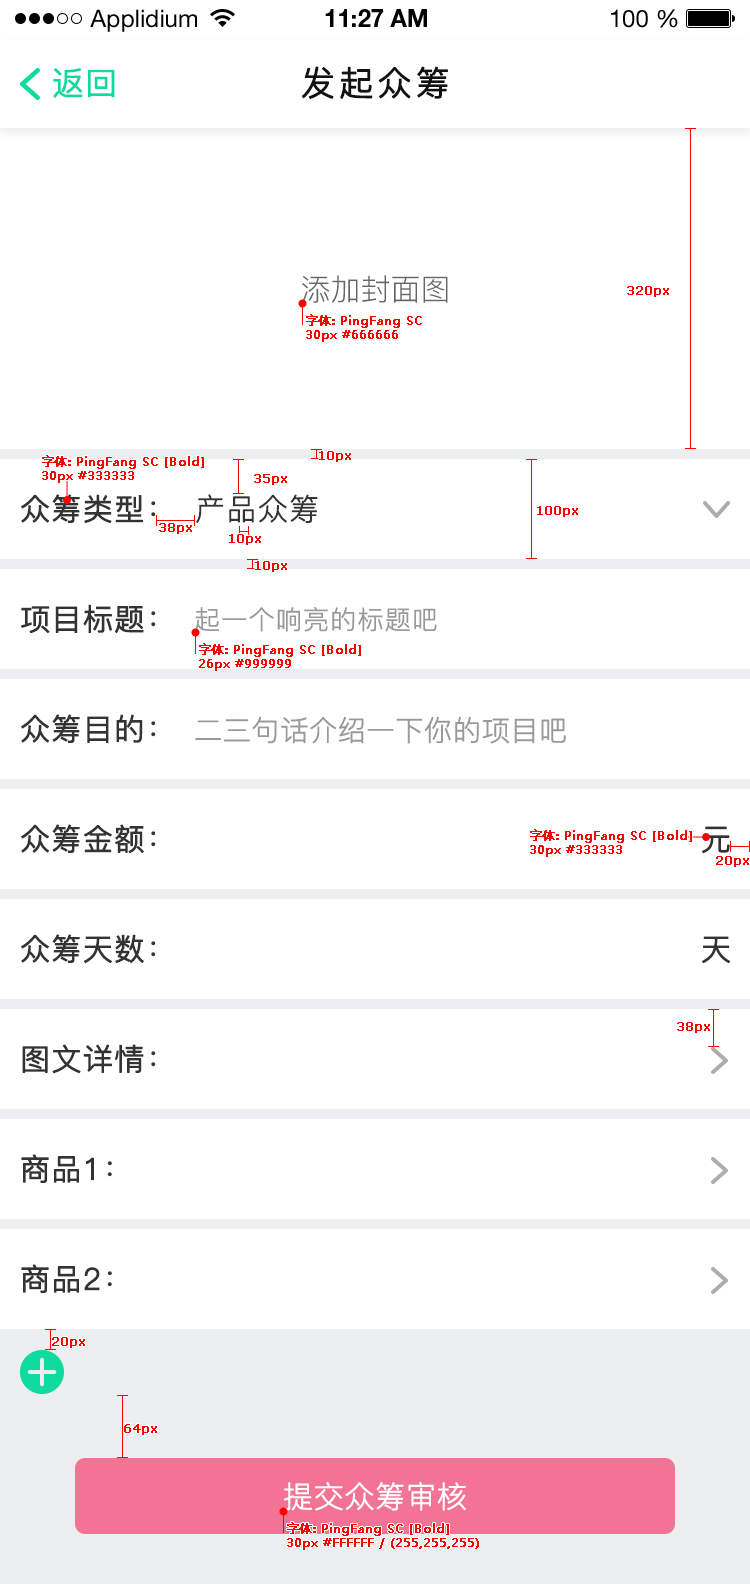 Applidium 11:27 AM 100 %
返回 发起众筹
320px
添加封面图
字体: PingFang SC
30px #666666
10px
字体: PingFang SC [Bold]
30px #333333
35px
众筹类型: 产品众筹
100px
38px
10px
10px
项目标题: 起一个响亮的标题吧
字体: PingFang SC [Bold]
26px #999999
众筹目的: 二三句话介绍一下你的项目吧
众筹金额: 元
字体: PingFang SC [Bold]
30px #333333
20px
众筹天数: 天
38px
图文详情:
商品1:
商品2:
20px
64px
提交众筹审核
字体: PingFang SC [Bold]
30px #FFFFFF / (255,255,255)